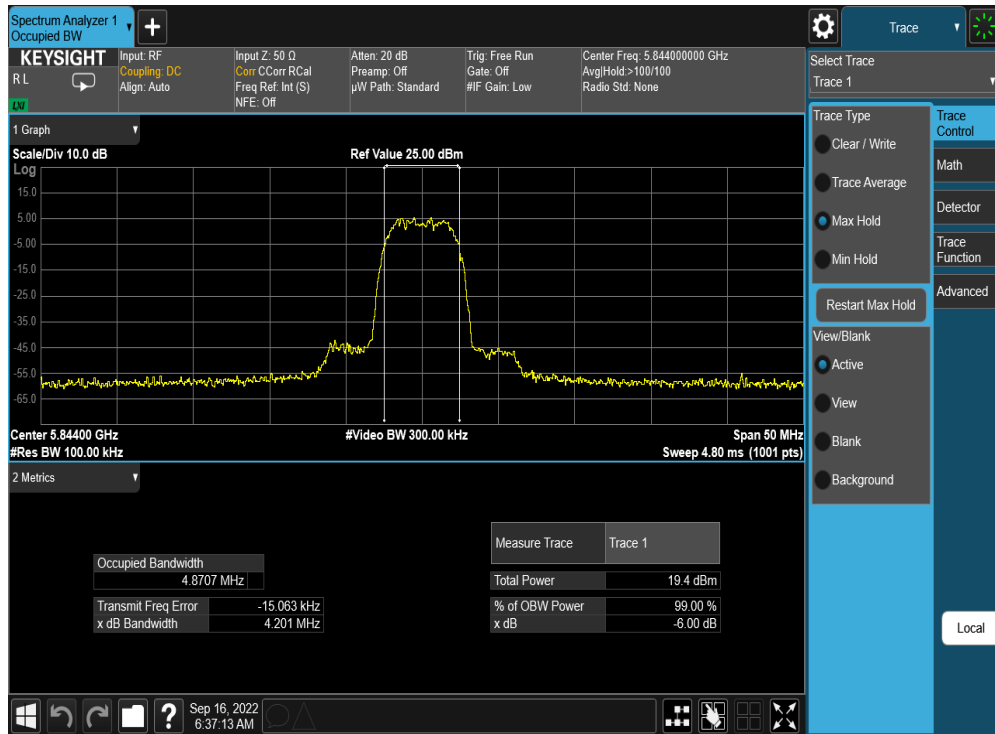 Spectrum Analyzer 1
Occupied BW
Trace
KEYSIGHT
R L
LXI
Input: RF
Coupling: DC
Align: Auto
Input Z: 50 Ω
Corr CCorr RCal
Freq Ref: Int (S)
NFE: Off
Atten: 20 dB
Preamp: Off
µW Path: Standard
Trig: Free Run
Gate: Off
#IF Gain: Low
Center Freq: 5.844000000 GHz
Avg|Hold:>100/100
Radio Std: None
Select Trace
Trace 1
1 Graph
Scale/Div 10.0 dB
Ref Value 25.00 dBm
Log
15.0
5.00
-5.00
-15.0
-25.0
-35.0
-45.0
-55.0
-65.0
Center 5.84400 GHz
#Video BW 300.00 kHz
Span 50 MHz
#Res BW 100.00 kHz
Sweep 4.80 ms (1001 pts)
Trace Type
Clear / Write
Trace Average
Max Hold
Min Hold
Restart Max Hold
View/Blank
Active
View
Blank
Background
Trace
Control
Math
Detector
Trace
Function
Advanced
Local
2 Metrics
Occupied Bandwidth
4.8707 MHz
Transmit Freq Error -15.063 kHz
x dB Bandwidth 4.201 MHz
Measure Trace Trace 1
Total Power 19.4 dBm
% of OBW Power 99.00 %
x dB -6.00 dB
?
Sep 16, 2022
6:37:13 AM